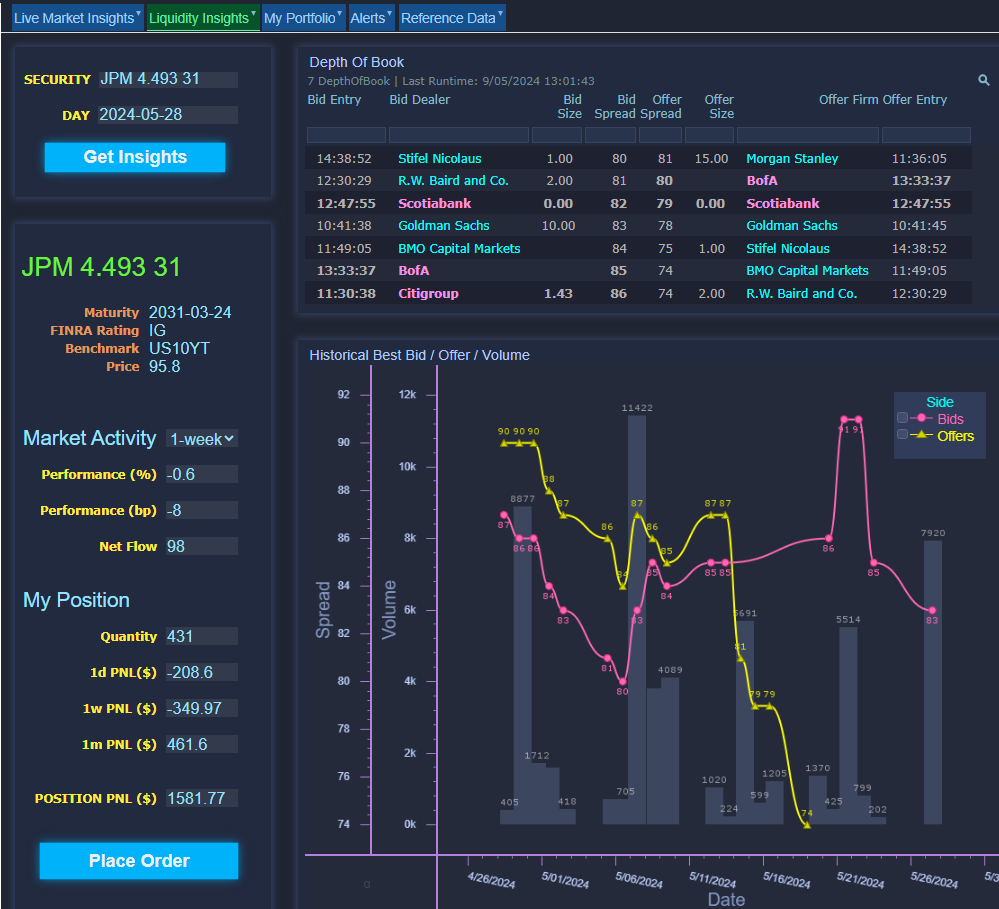 Live Market Insights Liquidity Insights My Portfolio Alerts Reference Data
SECURITY JPM 4.493 31
DAY 2024-05-28
Get Insights
JPM 4.493 31
Maturity 2031-03-24
FINRA Rating IG
Benchmark US10YT
Price 95.8
Market Activity 1-week
Performance (%) -0.6
Performance (bp) -8
Net Flow 98
My Position
Quantity 431
1d PNL($) -208.6
1w PNL ($) -349.97
1m PNL ($) 461.6
POSITION PNL ($) 1581.77
Place Order
Depth Of Book
7 DepthOfBook | Last Runtime: 9/05/2024 13:01:43
Bid Entry Bid Dealer Bid Size Bid Spread Offer Spread Offer Size Offer Firm Offer Entry
14:38:52 Stifel Nicolaus 1.00 80 81 15.00 Morgan Stanley 11:36:05
12:30:29 R.W. Baird and Co. 2.00 81 80 BofA 13:33:37
12:47:55 Scotiabank 0.00 82 79 0.00 Scotiabank 12:47:55
10:41:38 Goldman Sachs 10.00 83 78 Goldman Sachs 10:41:45
11:49:05 BMO Capital Markets 84 75 1.00 Stifel Nicolaus 14:38:52
13:33:37 BofA 85 74 BMO Capital Markets 11:49:05
11:30:38 Citigroup 1.43 86 74 2.00 R.W. Baird and Co. 12:30:29
Historical Best Bid / Offer / Volume
Side
Bids
Offers
Spread
92
90
88
86
84
82
80
78
76
74
Volume
12k
10k
8k
6k
4k
2k
0k
90 90 90 88 87 86 84 87 86 85 87 87 81 79 79 74
87 86 86 84 83 81 80 83 85 84 85 85 86 91 91 85 83
405 8877 1712 418 705 11422 4089 1020 224 5691 599 1205 1370 425 5514 799 202 7920
4/26/2024 5/01/2024 5/06/2024 5/11/2024 5/16/2024 5/21/2024 5/26/2024
Date